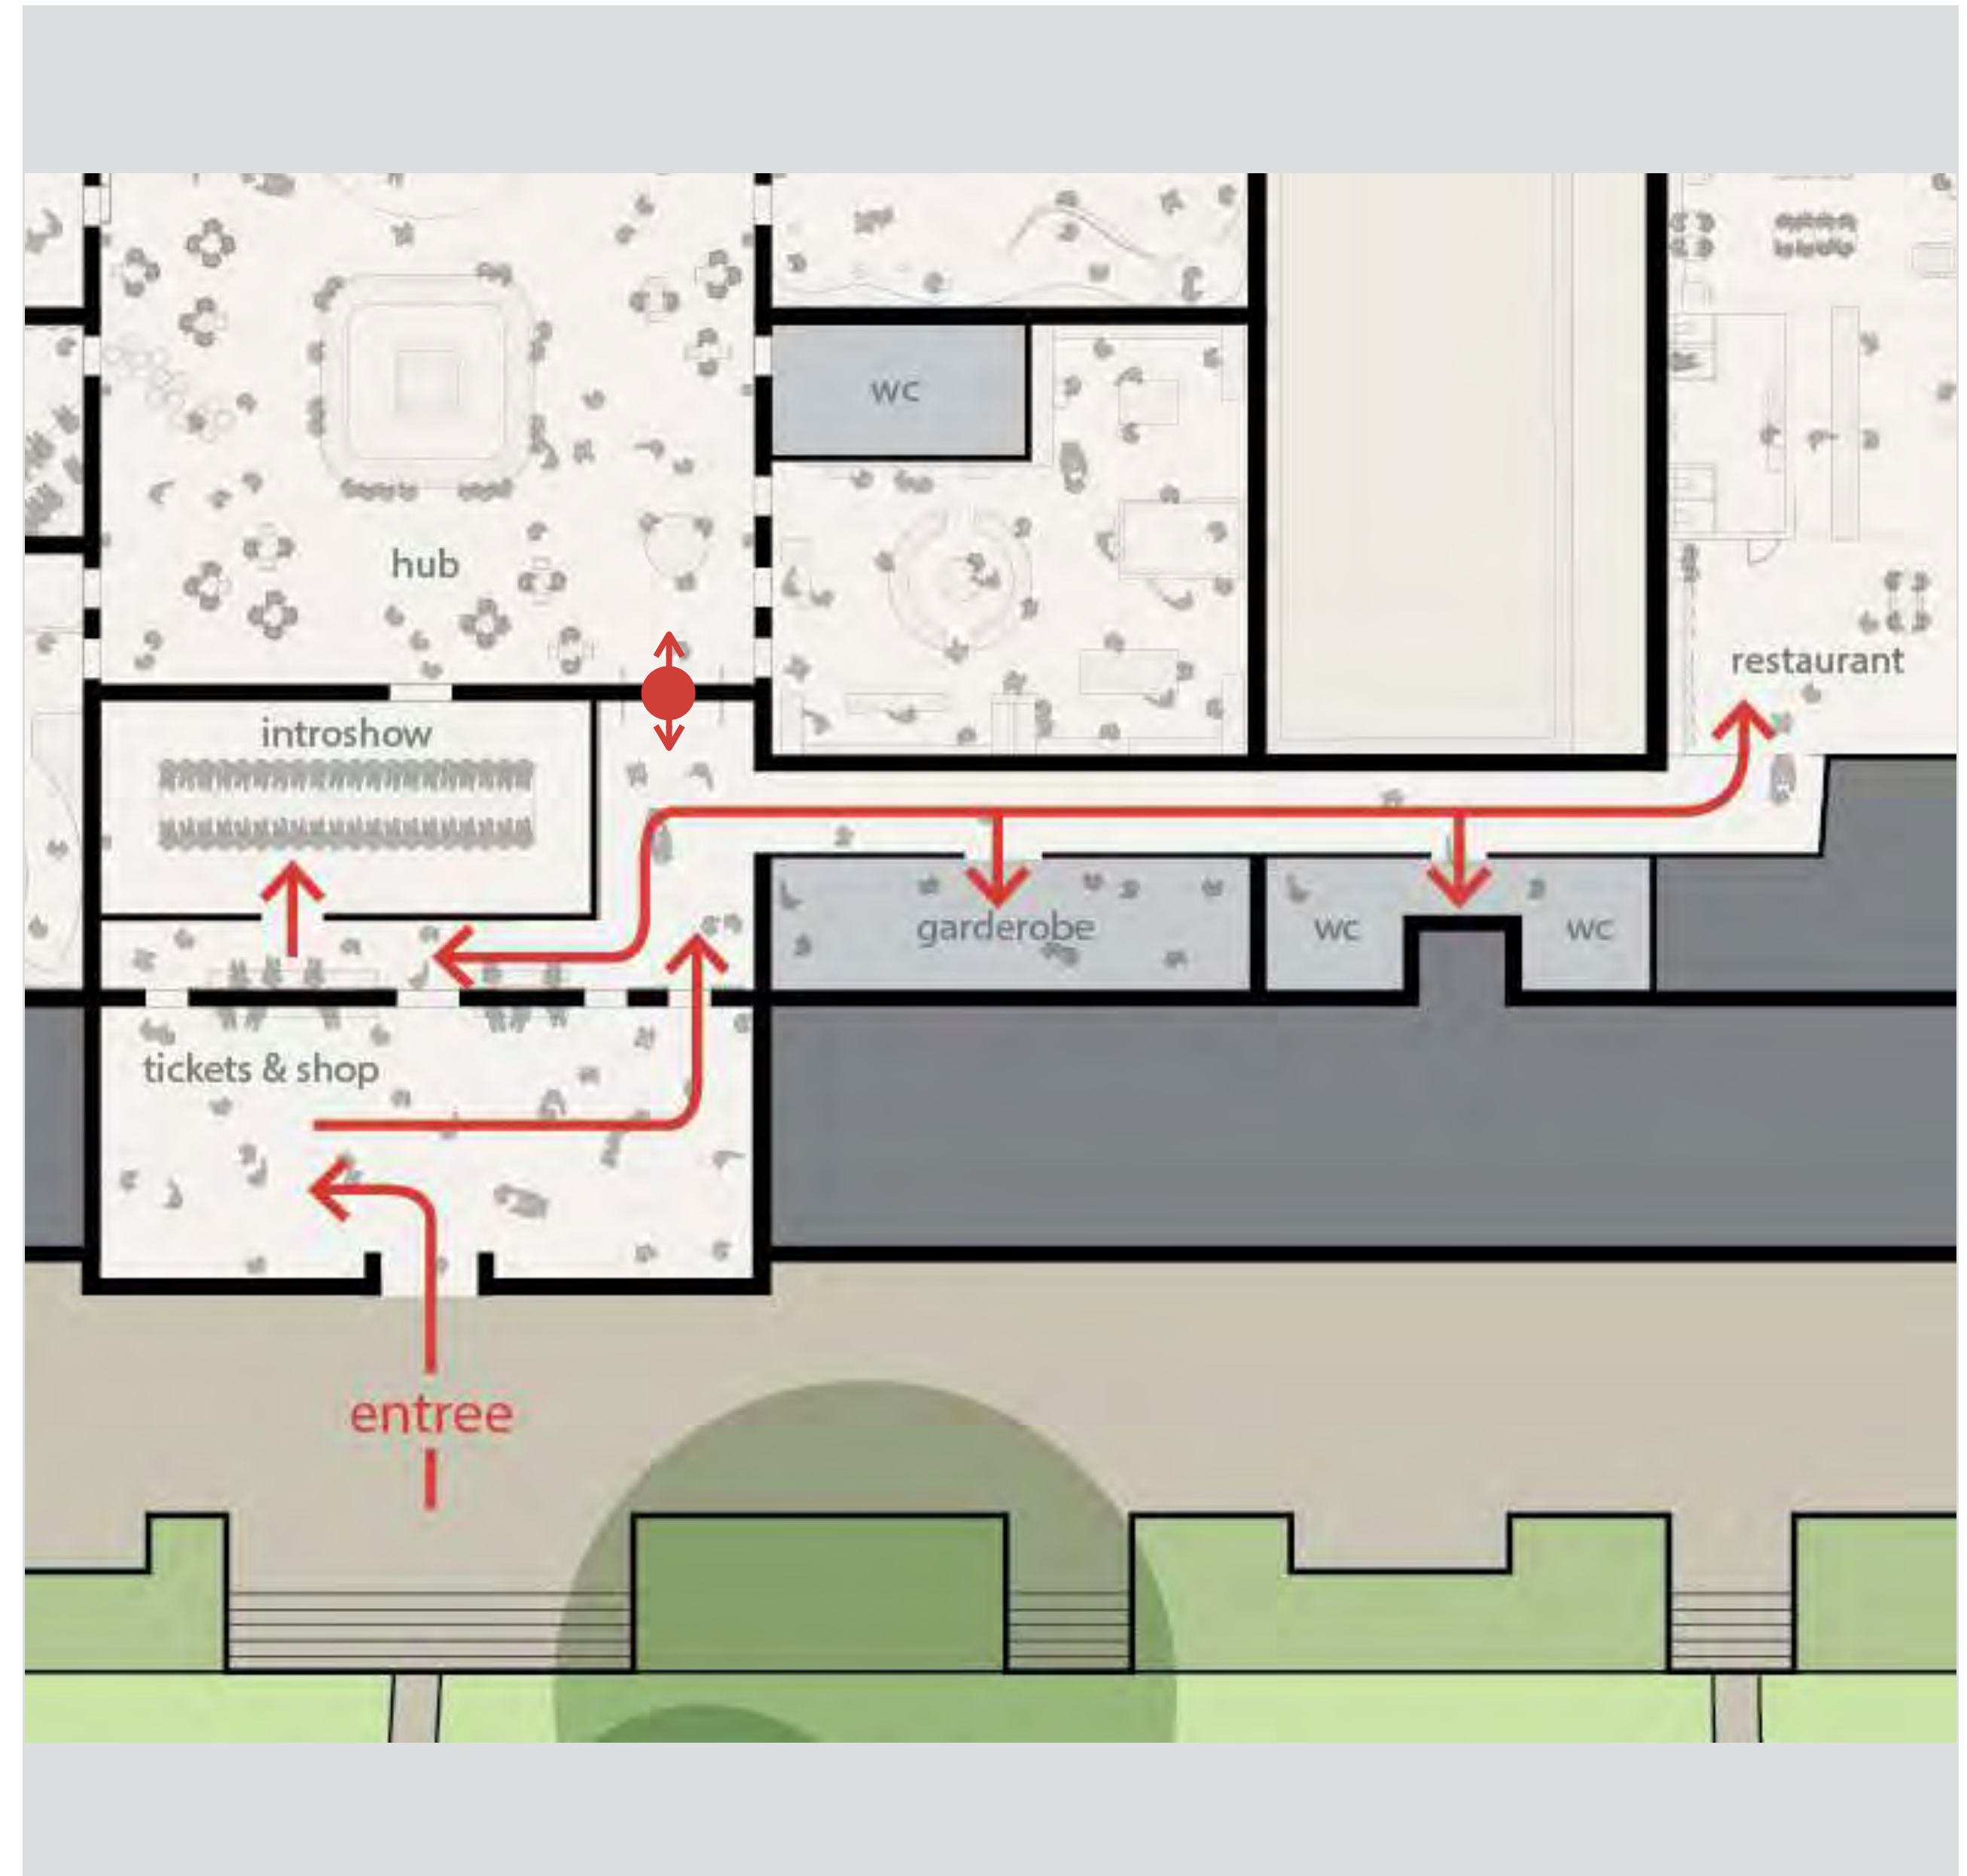 wc
hub
restaurant
introshow
garderobe
wc
wc
tickets & shop
entree